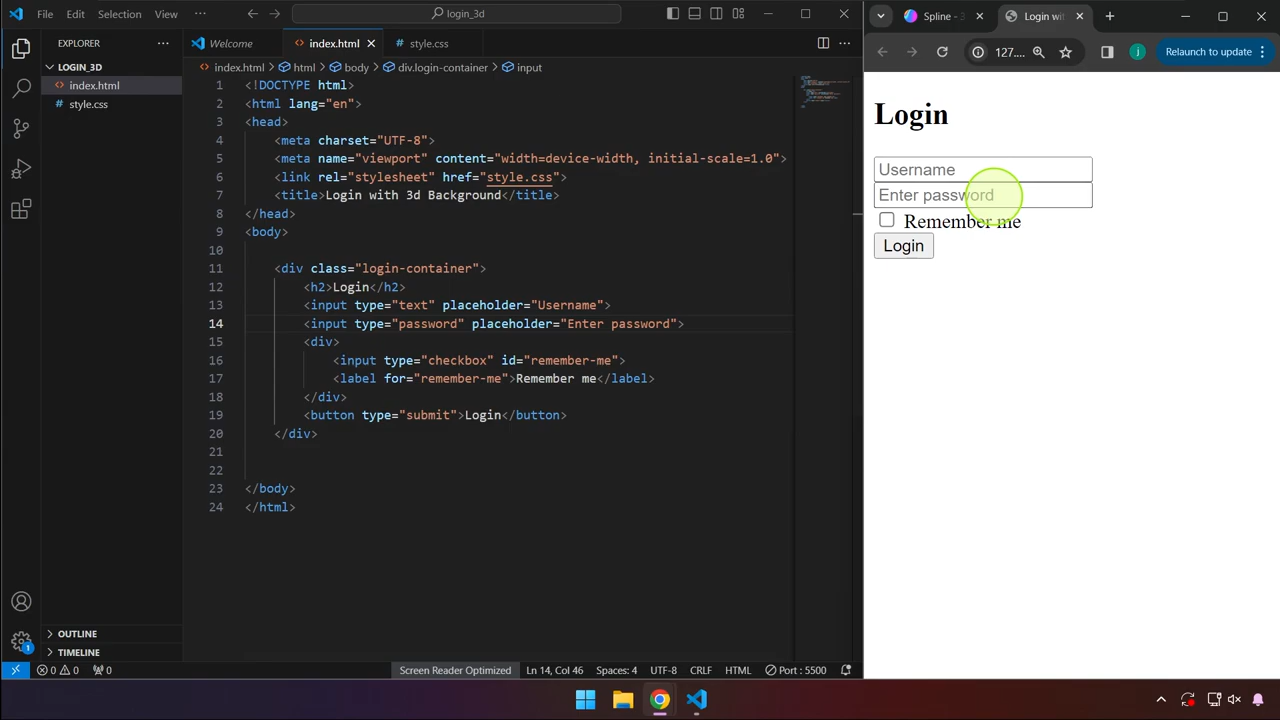 File Edit Selection View ··· login_3d
Spline - 3
Login wi
127....
j
Relaunch to update
EXPLORER
Welcome
index.html
style.css
LOGIN_3D
index.html
style.css
index.html > html > body > div.login-container > input
1 <!DOCTYPE html>
2 <html lang="en">
3 <head>
4 <meta charset="UTF-8">
5 <meta name="viewport" content="width=device-width, initial-scale=1.0">
6 <link rel="stylesheet" href="style.css">
7 <title>Login with 3d Background</title>
8 </head>
9 <body>
10
11 <div class="login-container">
12 <h2>Login</h2>
13 <input type="text" placeholder="Username">
14 <input type="password" placeholder="Enter password">
15 <div>
16 <input type="checkbox" id="remember-me">
17 <label for="remember-me">Remember me</label>
18 </div>
19 <button type="submit">Login</button>
20 </div>
21
22
23 </body>
24 </html>
OUTLINE
TIMELINE
1
0 0 0
Screen Reader Optimized Ln 14, Col 46 Spaces: 4 UTF-8 CRLF HTML Port : 5500
Login
Username
Enter password
Remember me
Login